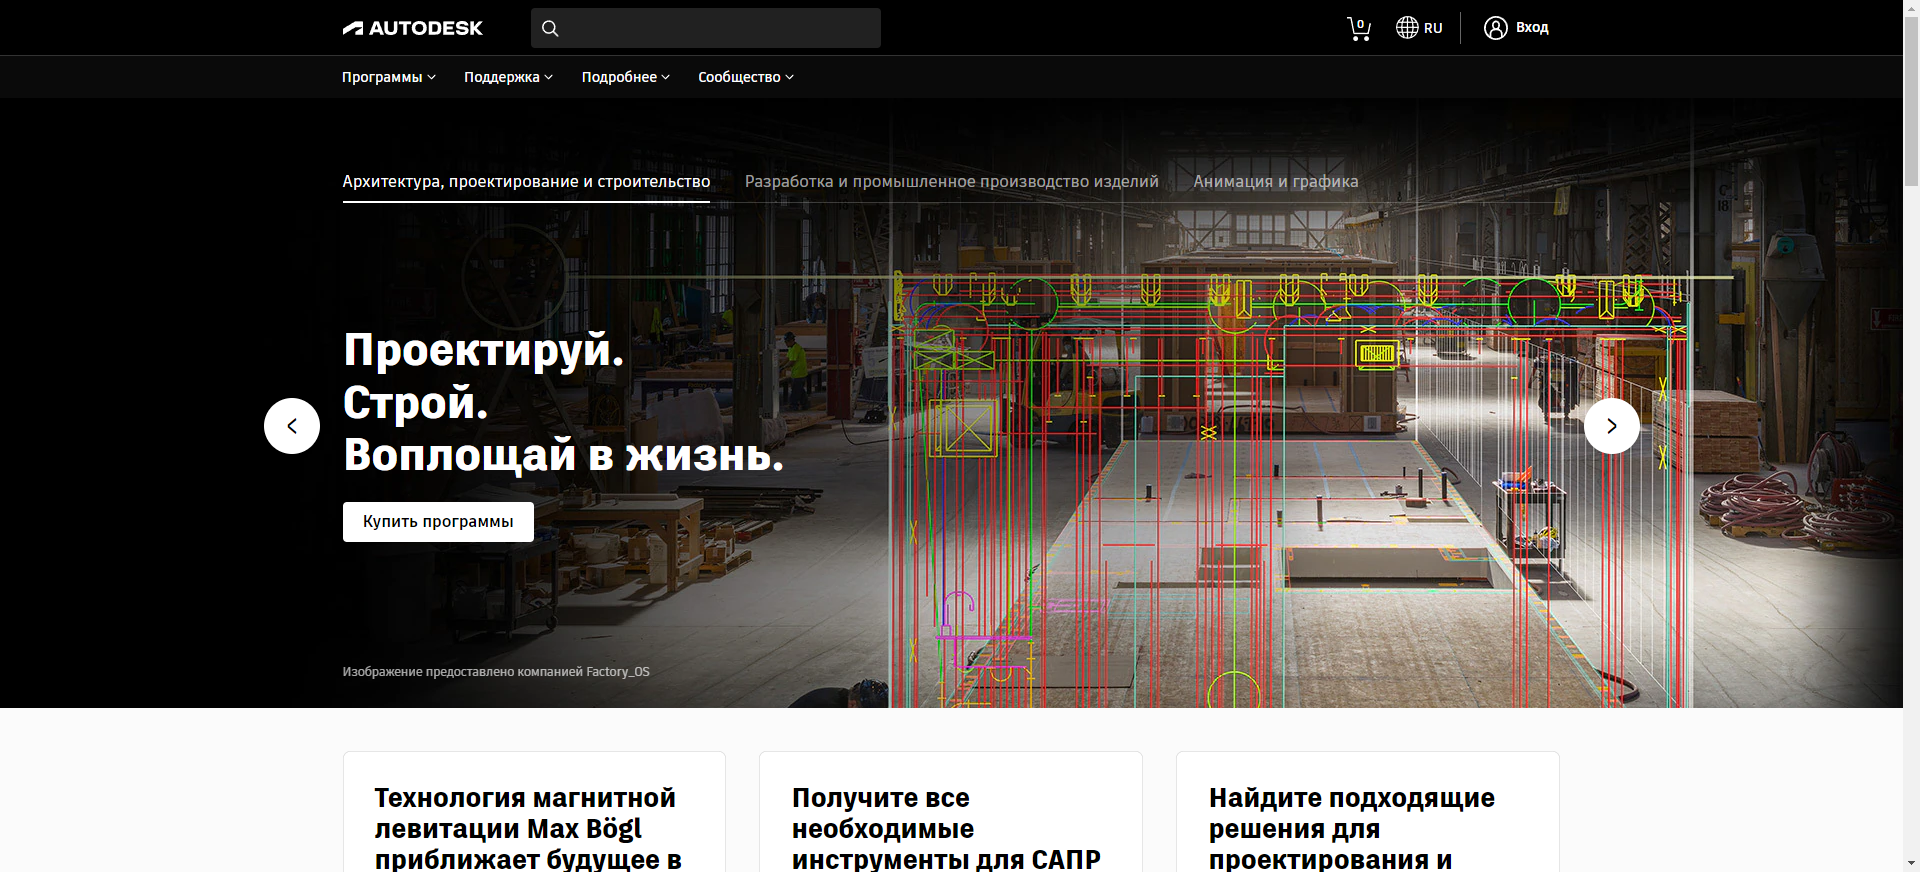 AUTODESK
0
RU
Вход
Программы
Поддержка
Подробнее
Сообщество
Архитектура, проектирование и строительство
Разработка и промышленное производство изделий
Анимация и графика
Проектируй.
Строй.
Воплощай в жизнь.
Купить программы
Изображение предоставлено компанией Factory_OS
Технология магнитной
левитации Max Bögl
приближает будущее в
Получите все
необходимые
инструменты для САПР
Найдите подходящие
решения для
проектирования и